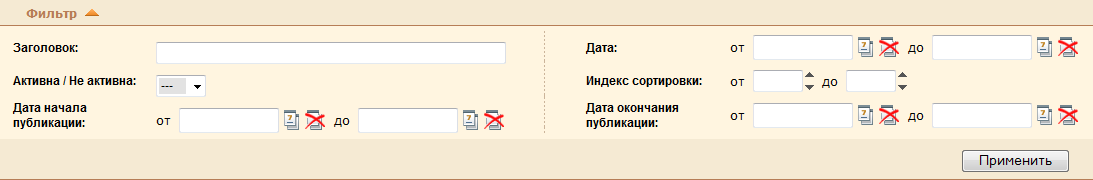 Фильтр
Заголовок:
Активна / Не активна: ---
Дата начала
публикации: от до
Дата: от до
Индекс сортировки: от до
Дата окончания
публикации: от до
Применить